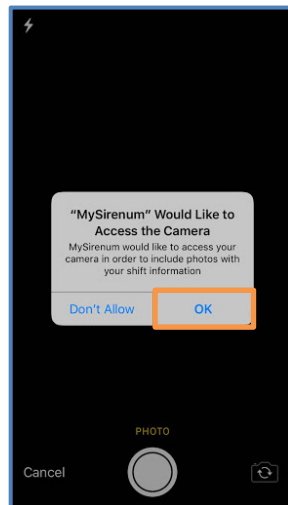 “MySirenum” Would Like to
Access the Camera
MySirenum would like to access your
camera in order to include photos with
your shift information
Don't Allow
OK
PHOTO
Cancel